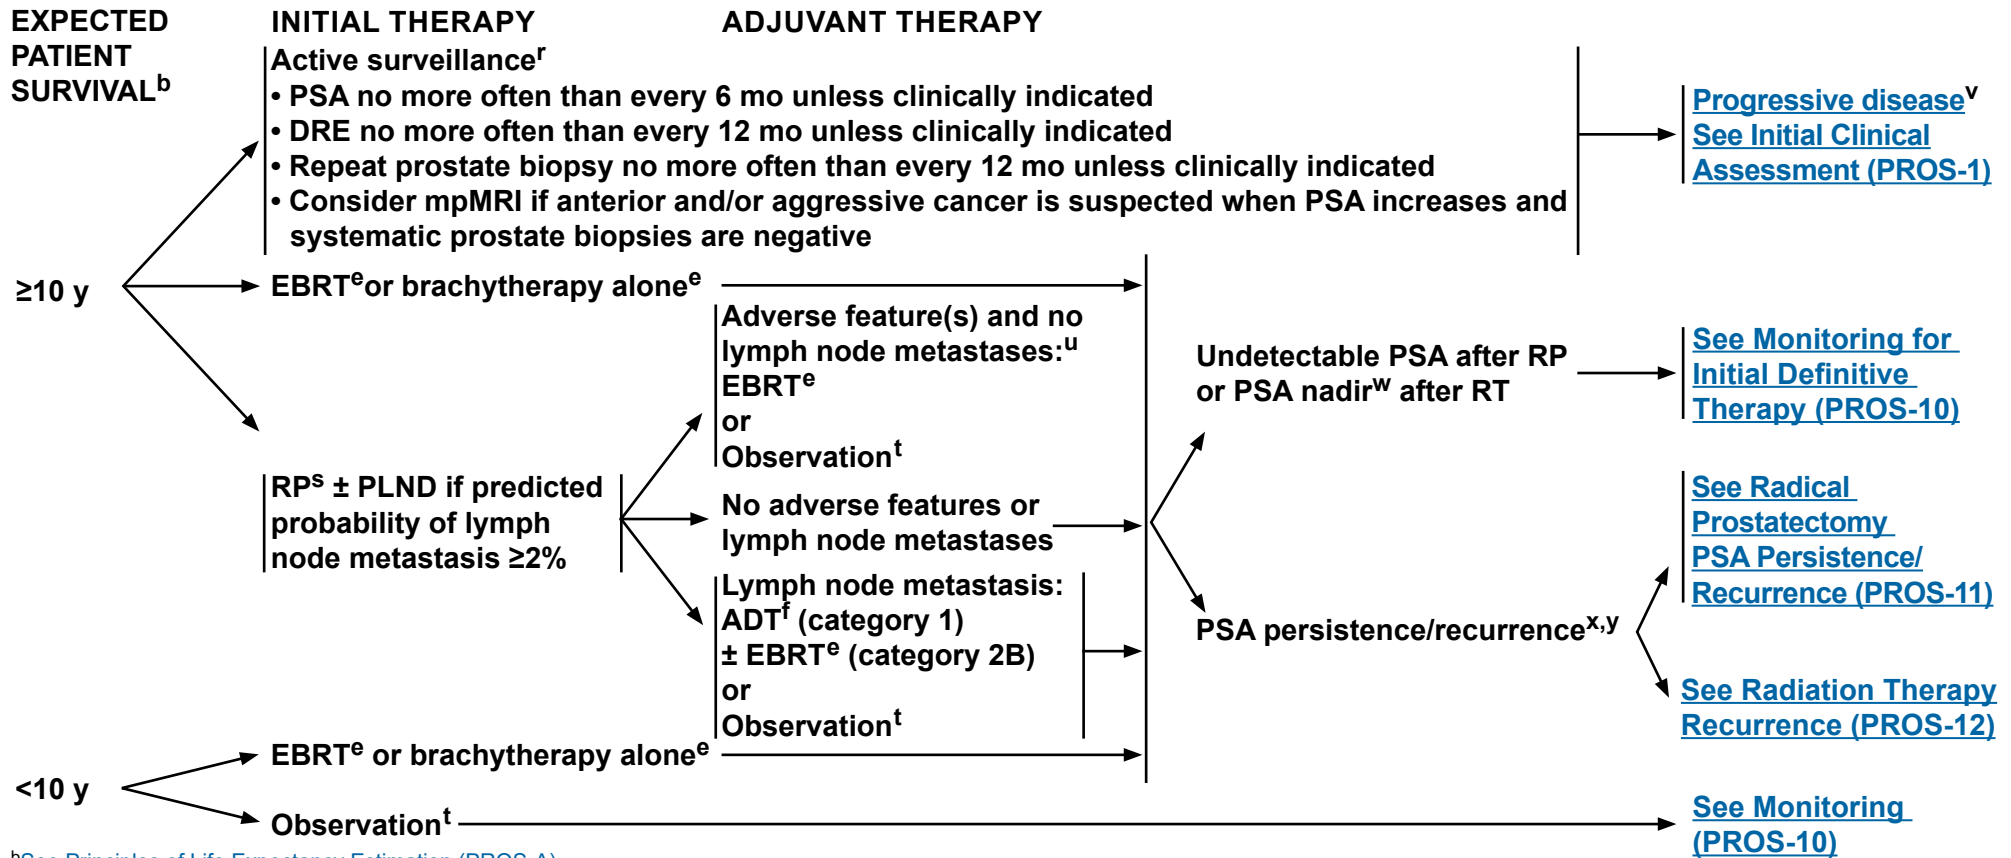 EXPECTED
PATIENT
SURVIVALᵇ
INITIAL THERAPY
ADJUVANT THERAPY
≥10 y
Active surveillanceʳ
• PSA no more often than every 6 mo unless clinically indicated
• DRE no more often than every 12 mo unless clinically indicated
• Repeat prostate biopsy no more often than every 12 mo unless clinically indicated
• Consider mpMRI if anterior and/or aggressive cancer is suspected when PSA increases and
systematic prostate biopsies are negative
Progressive diseaseᵛ
See Initial Clinical
Assessment (PROS-1)
EBRTᵉor brachytherapy aloneᵉ
RPˢ ± PLND if predicted
probability of lymph
node metastasis ≥2%
Adverse feature(s) and no
lymph node metastases:ᵘ
EBRTᵉ
or
Observationᵗ
No adverse features or
lymph node metastases
Lymph node metastasis:
ADTᶠ (category 1)
± EBRTᵉ (category 2B)
or
Observationᵗ
Undetectable PSA after RP
or PSA nadirʷ after RT
See Monitoring for
Initial Definitive
Therapy (PROS-10)
PSA persistence/recurrenceˣ,ʸ
See Radical
Prostatectomy
PSA Persistence/
Recurrence (PROS-11)
See Radiation Therapy
Recurrence (PROS-12)
<10 y
EBRTᵉ or brachytherapy aloneᵉ
Observationᵗ
See Monitoring
(PROS-10)
ᵇSee Principles of Life Expectancy Estimation (PROS-A)